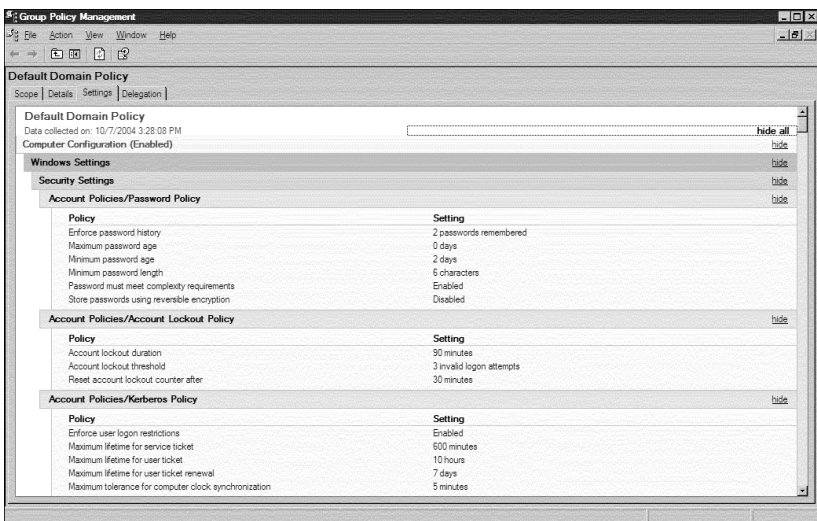 Group Policy Management
File Action View Window Help
Default Domain Policy
Scope Details Settings Delegation
Default Domain Policy
Data collected on: 10/7/2004 3:28:08 PM hide all
Computer Configuration (Enabled) hide
Windows Settings hide
Security Settings hide
Account Policies/Password Policy hide
Policy Setting
Enforce password history 2 passwords remembered
Maximum password age 0 days
Minimum password age 2 days
Minimum password length 6 characters
Password must meet complexity requirements Enabled
Store passwords using reversible encryption Disabled
Account Policies/Account Lockout Policy hide
Policy Setting
Account lockout duration 90 minutes
Account lockout threshold 3 invalid logon attempts
Reset account lockout counter after 30 minutes
Account Policies/Kerberos Policy hide
Policy Setting
Enforce user logon restrictions Enabled
Maximum lifetime for service ticket 600 minutes
Maximum lifetime for user ticket 10 hours
Maximum lifetime for user ticket renewal 7 days
Maximum tolerance for computer clock synchronization 5 minutes